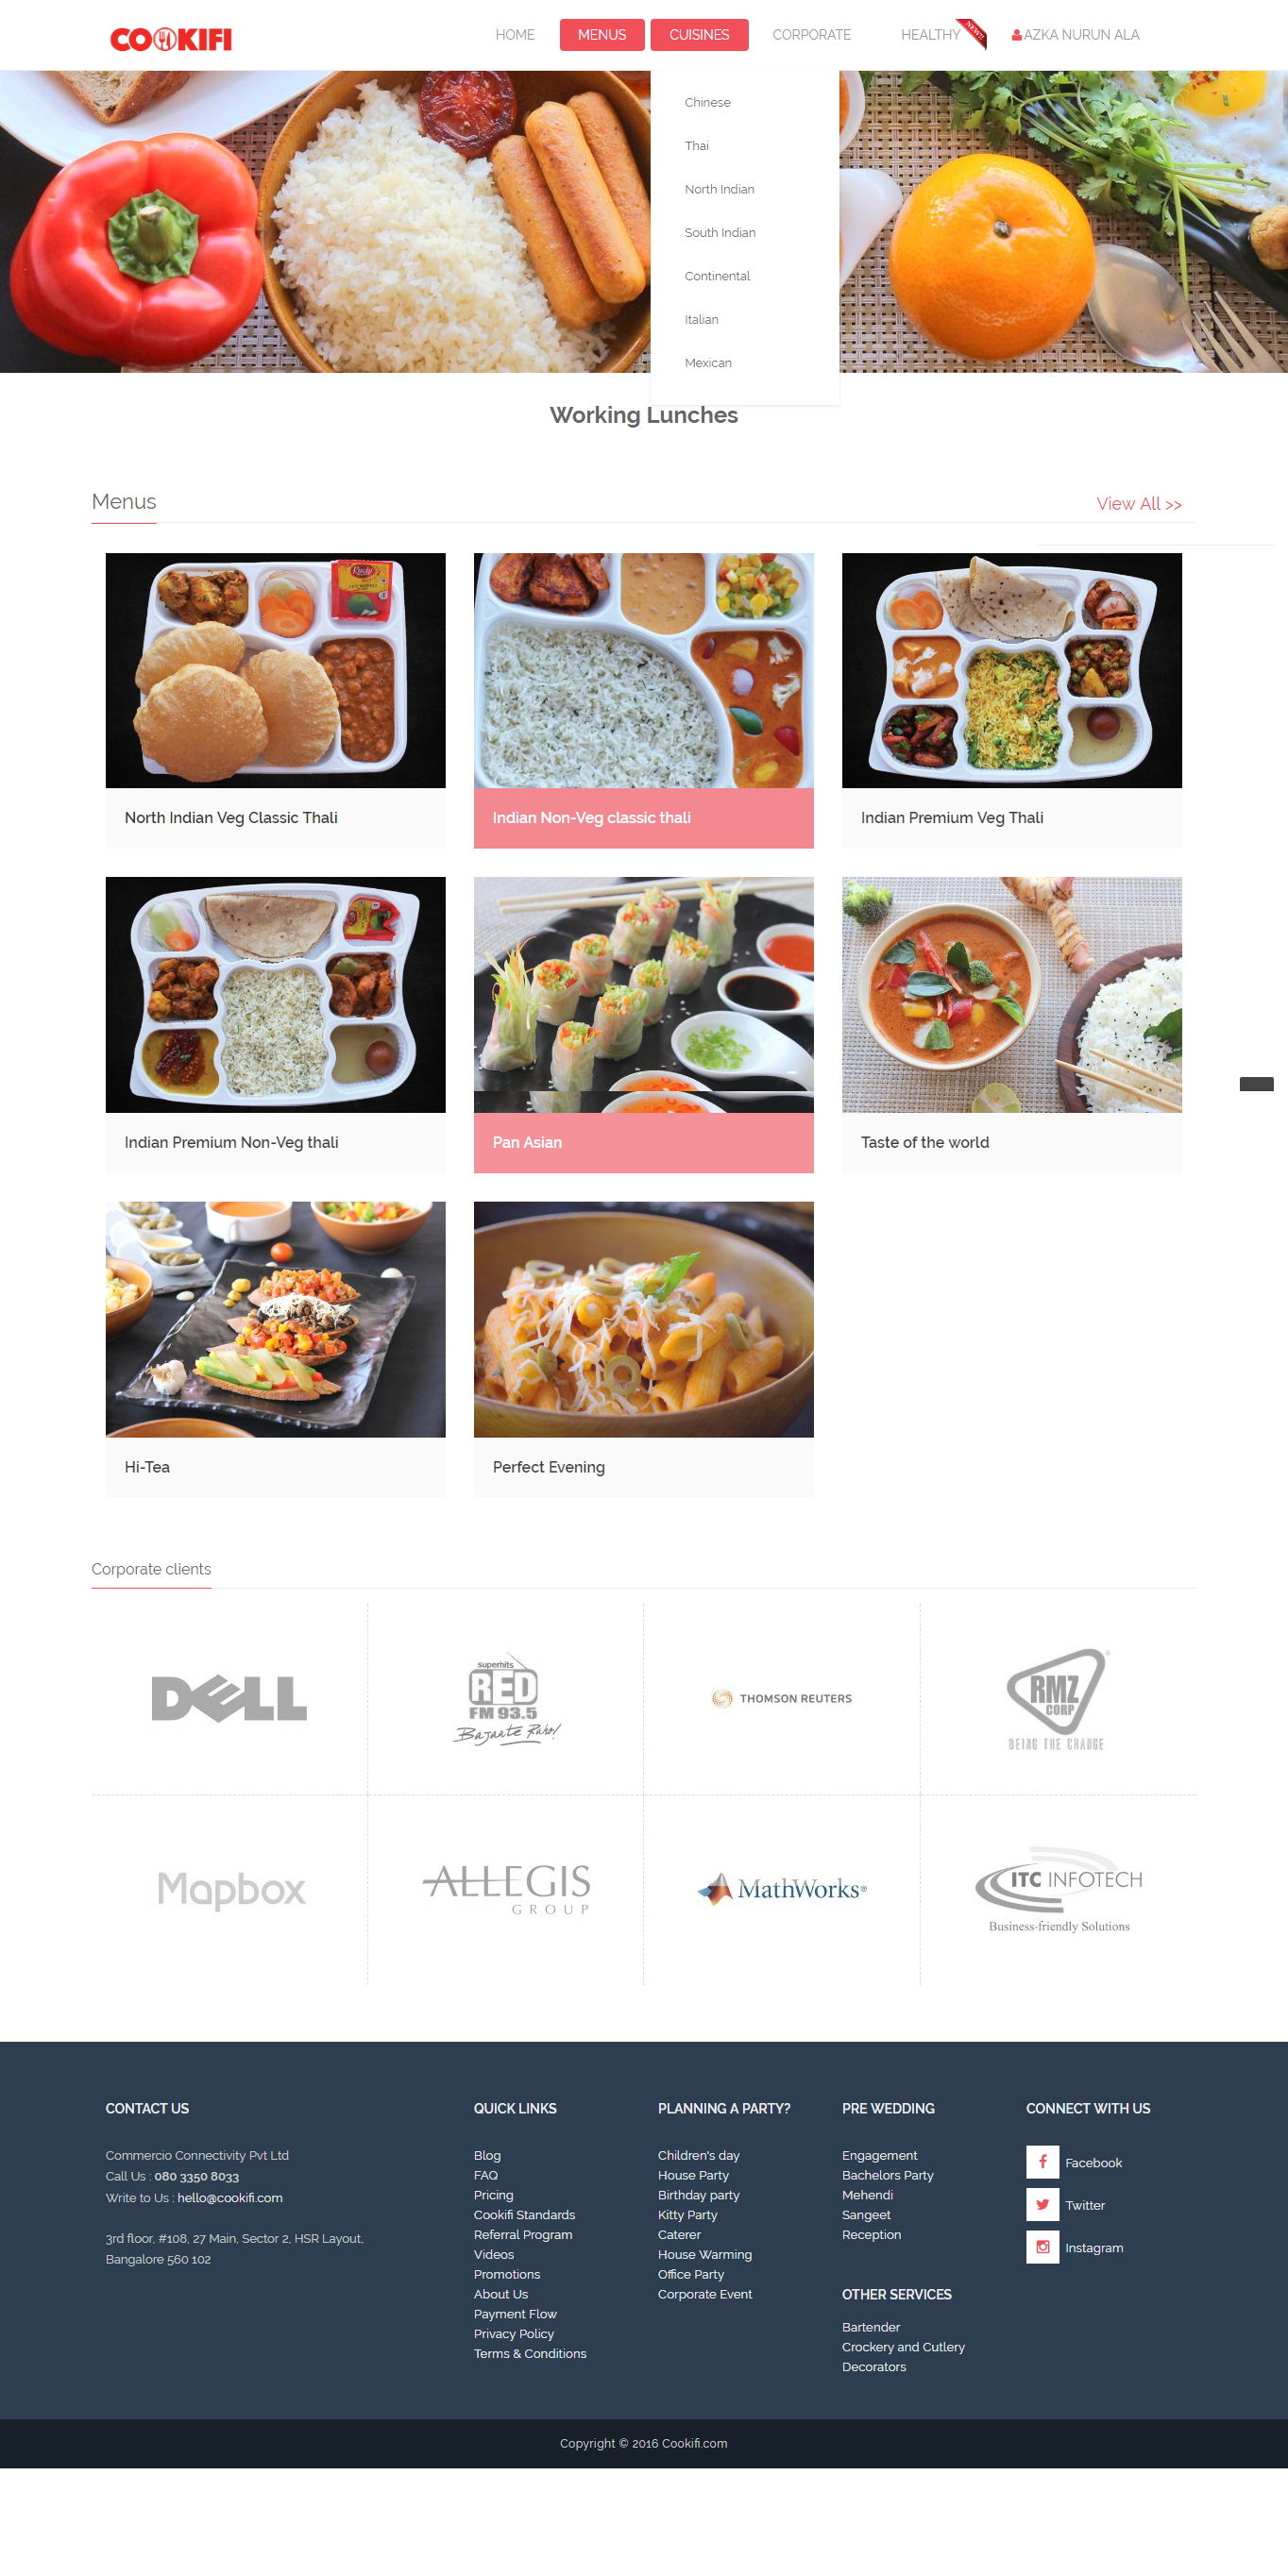 COOKIFI
HOME MENUS CUISINES CORPORATE HEALTHY NEW!! AZKA NURUN ALA
Chinese
Thai
North Indian
South Indian
Continental
Italian
Mexican
Working Lunches
Menus
View All >>
Ruchi
North Indian Veg Classic Thali
Indian Non-Veg classic thali
Indian Premium Veg Thali
Indian Premium Non-Veg thali
Pan Asian
Taste of the world
Hi-Tea
Perfect Evening
Corporate clients
DELL
superhits
RED
FM 93.5
Bajaate Raho!
THOMSON REUTERS
RMZ
CORP
BEING THE CHANGE
Mapbox
ALLEGIS
GROUP
MathWorks®
ITC INFOTECH
Business-friendly Solutions
CONTACT US
Commercio Connectivity Pvt Ltd
Call Us : 080 3350 8033
Write to Us : hello@cookifi.com
3rd floor, #108, 27 Main, Sector 2, HSR Layout,
Bangalore 560 102
QUICK LINKS
Blog
FAQ
Pricing
Cookifi Standards
Referral Program
Videos
Promotions
About Us
Payment Flow
Privacy Policy
Terms & Conditions
PLANNING A PARTY?
Children's day
House Party
Birthday party
Kitty Party
Caterer
House Warming
Office Party
Corporate Event
PRE WEDDING
Engagement
Bachelors Party
Mehendi
Sangeet
Reception
OTHER SERVICES
Bartender
Crockery and Cutlery
Decorators
CONNECT WITH US
Facebook
Twitter
Instagram
Copyright © 2016 Cookifi.com